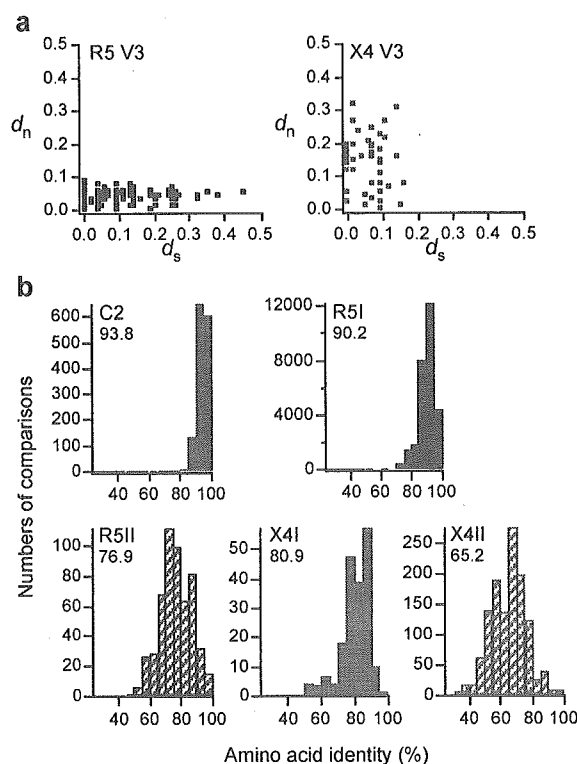 a
R5 V3
X4 V3
0.5
0.4
0.3
0.2
0.1
0.0
dn
0.0 0.1 0.2 0.3 0.4 0.5
ds
0.5
0.4
0.3
0.2
0.1
0.0
dn
0.0 0.1 0.2 0.3 0.4 0.5
ds
b
Numbers of comparisons
C2
93.8
600
500
400
300
200
100
0
40 60 80 100
R5I
90.2
12000
8000
4000
0
40 60 80 100
R5II
76.9
100
80
60
40
20
0
40 60 80 100
X4I
80.9
50
40
30
20
10
0
40 60 80 100
X4II
65.2
250
200
150
100
50
0
40 60 80 100
Amino acid identity (%)